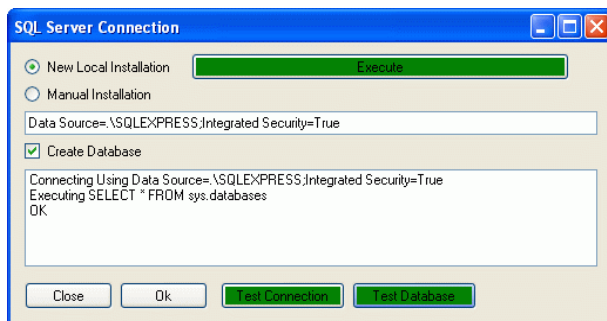 SQL Server Connection
New Local Installation
Execute
Manual Installation
Data Source=.\SQLEXPRESS;Integrated Security=True
Create Database
Connecting Using Data Source=.\SQLEXPRESS;Integrated Security=True
Executing SELECT * FROM sys.databases
OK
Close
Ok
Test Connection
Test Database